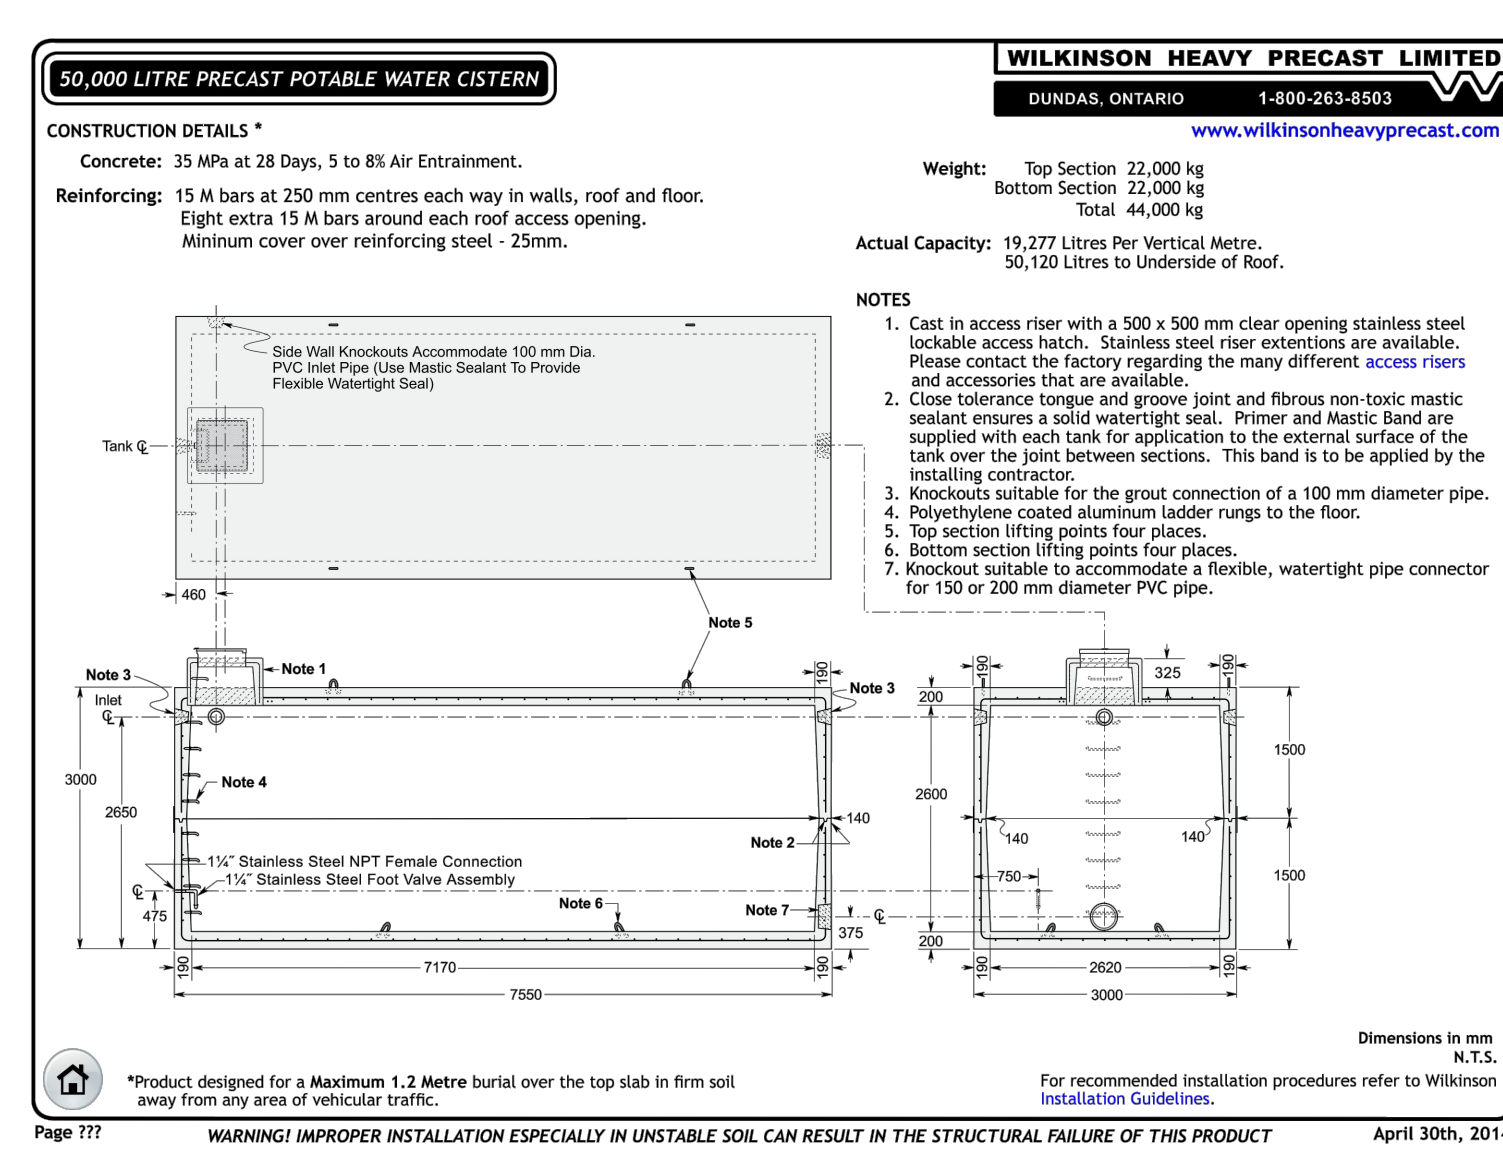 50,000 LITRE PRECAST POTABLE WATER CISTERN
WILKINSON HEAVY PRECAST LIMITED
DUNDAS, ONTARIO 1-800-263-8503
www.wilkinsonheavyprecast.com
CONSTRUCTION DETAILS *
Concrete: 35 MPa at 28 Days, 5 to 8% Air Entrainment.
Reinforcing: 15 M bars at 250 mm centres each way in walls, roof and floor.
Eight extra 15 M bars around each roof access opening.
Mininum cover over reinforcing steel - 25mm.
Weight: Top Section 22,000 kg
Bottom Section 22,000 kg
Total 44,000 kg
Actual Capacity: 19,277 Litres Per Vertical Metre.
50,120 Litres to Underside of Roof.
NOTES
1. Cast in access riser with a 500 x 500 mm clear opening stainless steel
lockable access hatch. Stainless steel riser extentions are available.
Please contact the factory regarding the many different access risers
and accessories that are available.
2. Close tolerance tongue and groove joint and fibrous non-toxic mastic
sealant ensures a solid watertight seal. Primer and Mastic Band are
supplied with each tank for application to the external surface of the
tank over the joint between sections. This band is to be applied by the
installing contractor.
3. Knockouts suitable for the grout connection of a 100 mm diameter pipe.
4. Polyethylene coated aluminum ladder rungs to the floor.
5. Top section lifting points four places.
6. Bottom section lifting points four places.
7. Knockout suitable to accommodate a flexible, watertight pipe connector
for 150 or 200 mm diameter PVC pipe.
Side Wall Knockouts Accommodate 100 mm Dia.
PVC Inlet Pipe (Use Mastic Sealant To Provide
Flexible Watertight Seal)
Tank ℄
460
Note 5
Note 1
Note 3
Inlet
℄
190
Note 3
3000
2650
Note 4
140
Note 2
1¼″ Stainless Steel NPT Female Connection
1¼″ Stainless Steel Foot Valve Assembly
℄
475
Note 6
Note 7
℄
375
190
7170
190
7550
190
325
190
200
1500
2600
140
140
750
1500
200
190
2620
190
3000
Dimensions in mm
N.T.S.
*Product designed for a Maximum 1.2 Metre burial over the top slab in firm soil
away from any area of vehicular traffic.
For recommended installation procedures refer to Wilkinson
Installation Guidelines.
Page ???
WARNING! IMPROPER INSTALLATION ESPECIALLY IN UNSTABLE SOIL CAN RESULT IN THE STRUCTURAL FAILURE OF THIS PRODUCT
April 30th, 201